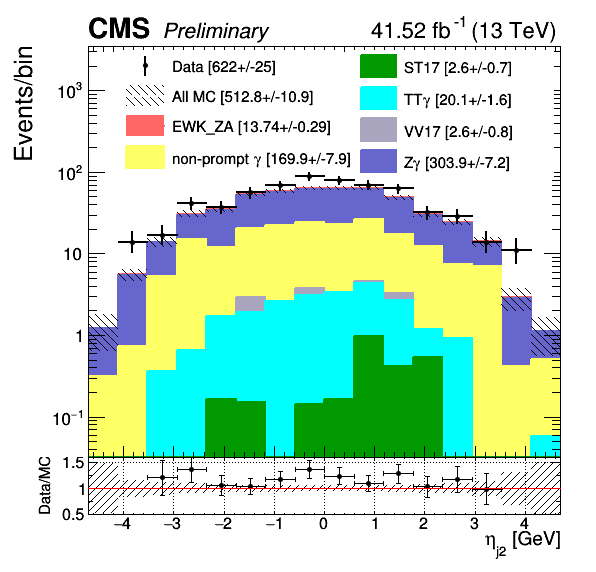 CMS Preliminary 41.52 fb⁻¹ (13 TeV)
Events/bin
Data [622+/-25]
All MC [512.8+/-10.9]
EWK_ZA [13.74+/-0.29]
non-prompt γ [169.9+/-7.9]
ST17 [2.6+/-0.7]
TTγ [20.1+/-1.6]
VV17 [2.6+/-0.8]
Zγ [303.9+/-7.2]
10³
10²
10
1
10⁻¹
Data/MC
1.5
1
0.5
−4 −3 −2 −1 0 1 2 3 4
η_j2 [GeV]